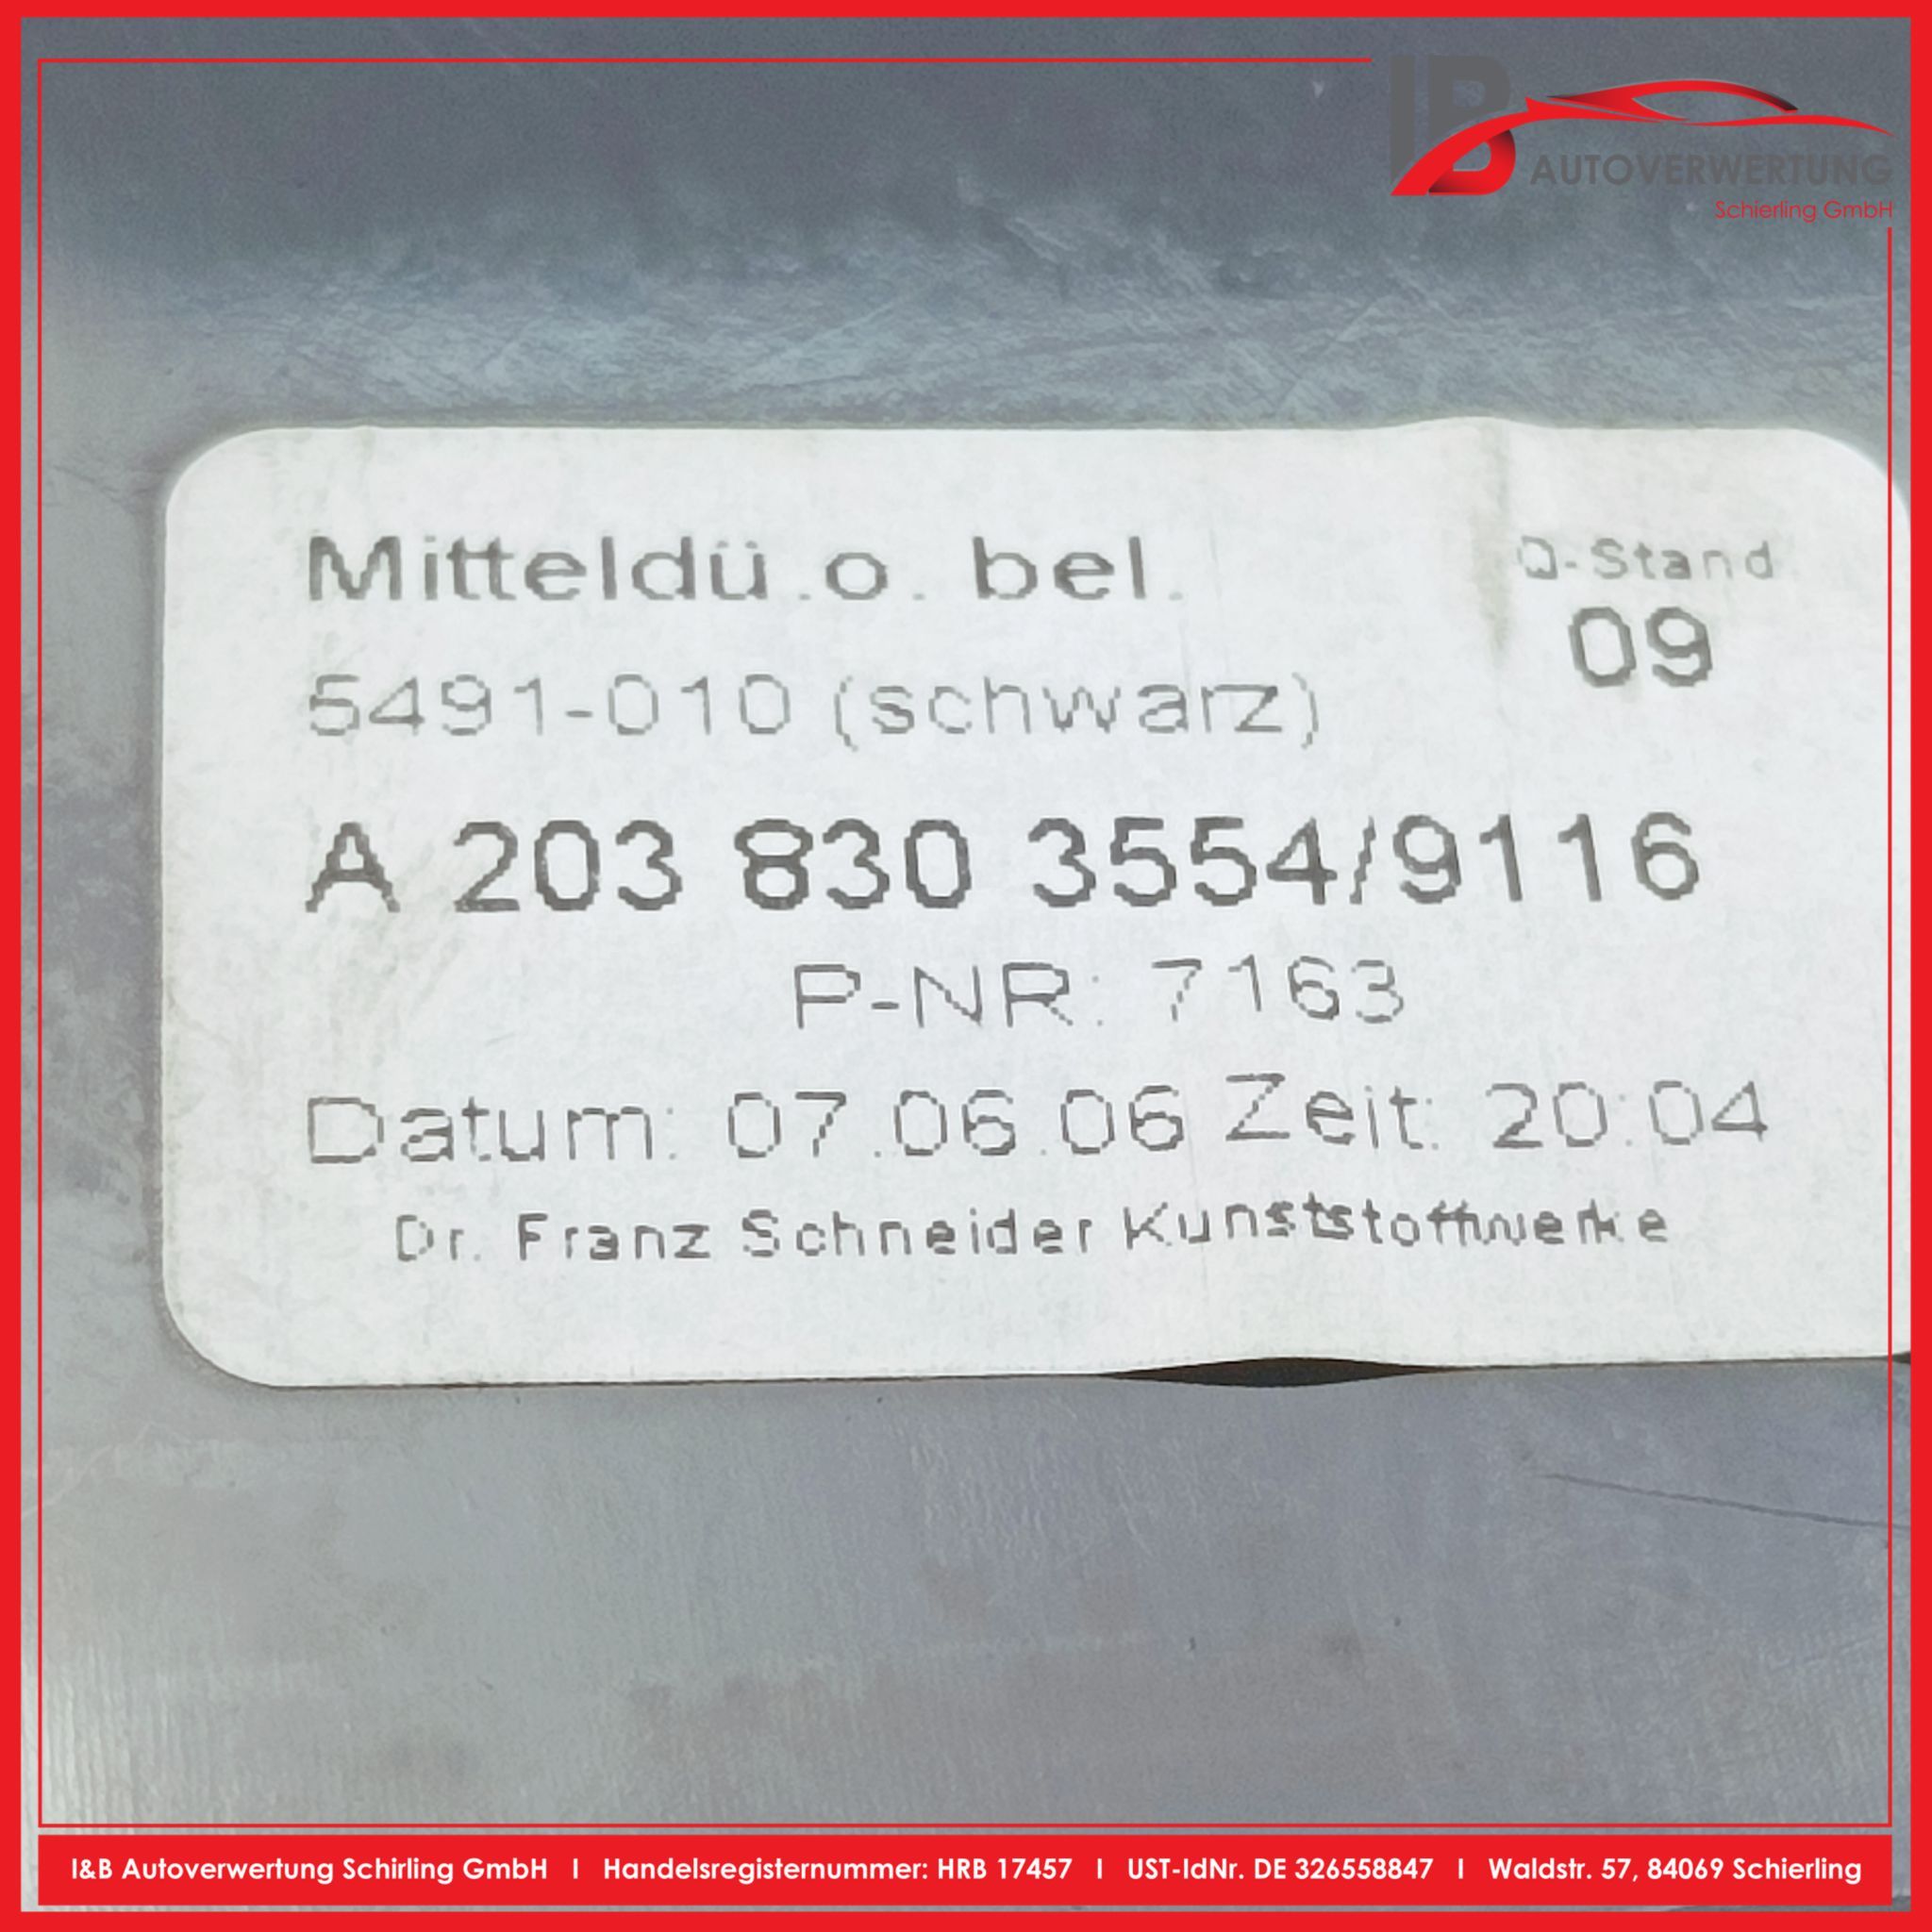 IB
AUTOVERWERTUNG
Schierling GmbH
Mitteldü.o. bel.
Q-Stand
09
5491-010 (schwarz)
A 203 830 3554/9116
P-NR: 7163
Datum: 07.06.06 Zeit: 20:04
Dr. Franz Schneider Kunststoffwerke
I&B Autoverwertung Schirling GmbH I Handelsregisternummer: HRB 17457 I UST-IdNr. DE 326558847 I Waldstr. 57, 84069 Schierling